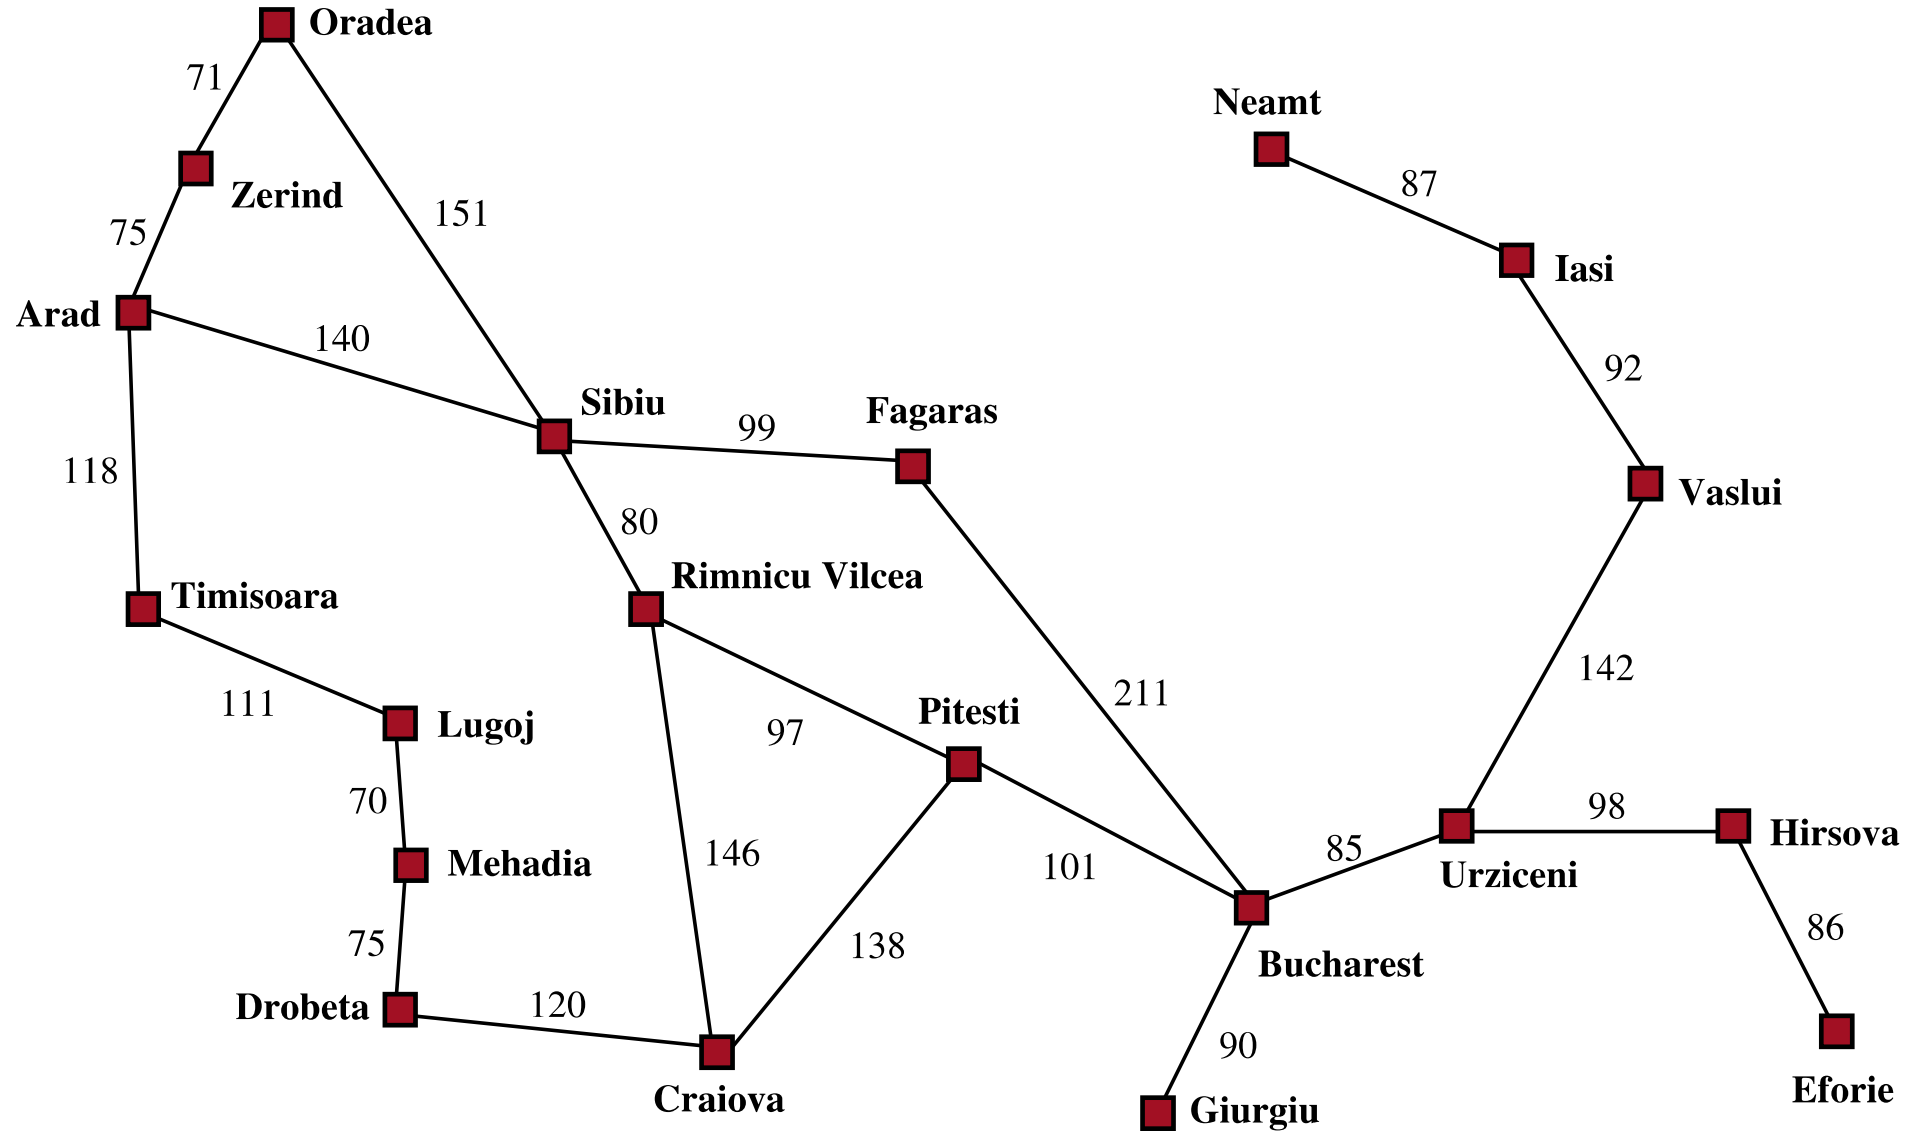 Oradea
71
Neamt
87
Zerind
151
75
Iasi
Arad
140
92
Sibiu
Fagaras
99
118
Vaslui
80
Rimnicu Vilcea
Timisoara
142
211
111
Pitesti
Lugoj
97
70
98
Hirsova
146
85
Mehadia
101
Urziceni
86
75
138
Bucharest
Drobeta
120
90
Eforie
Craiova
Giurgiu